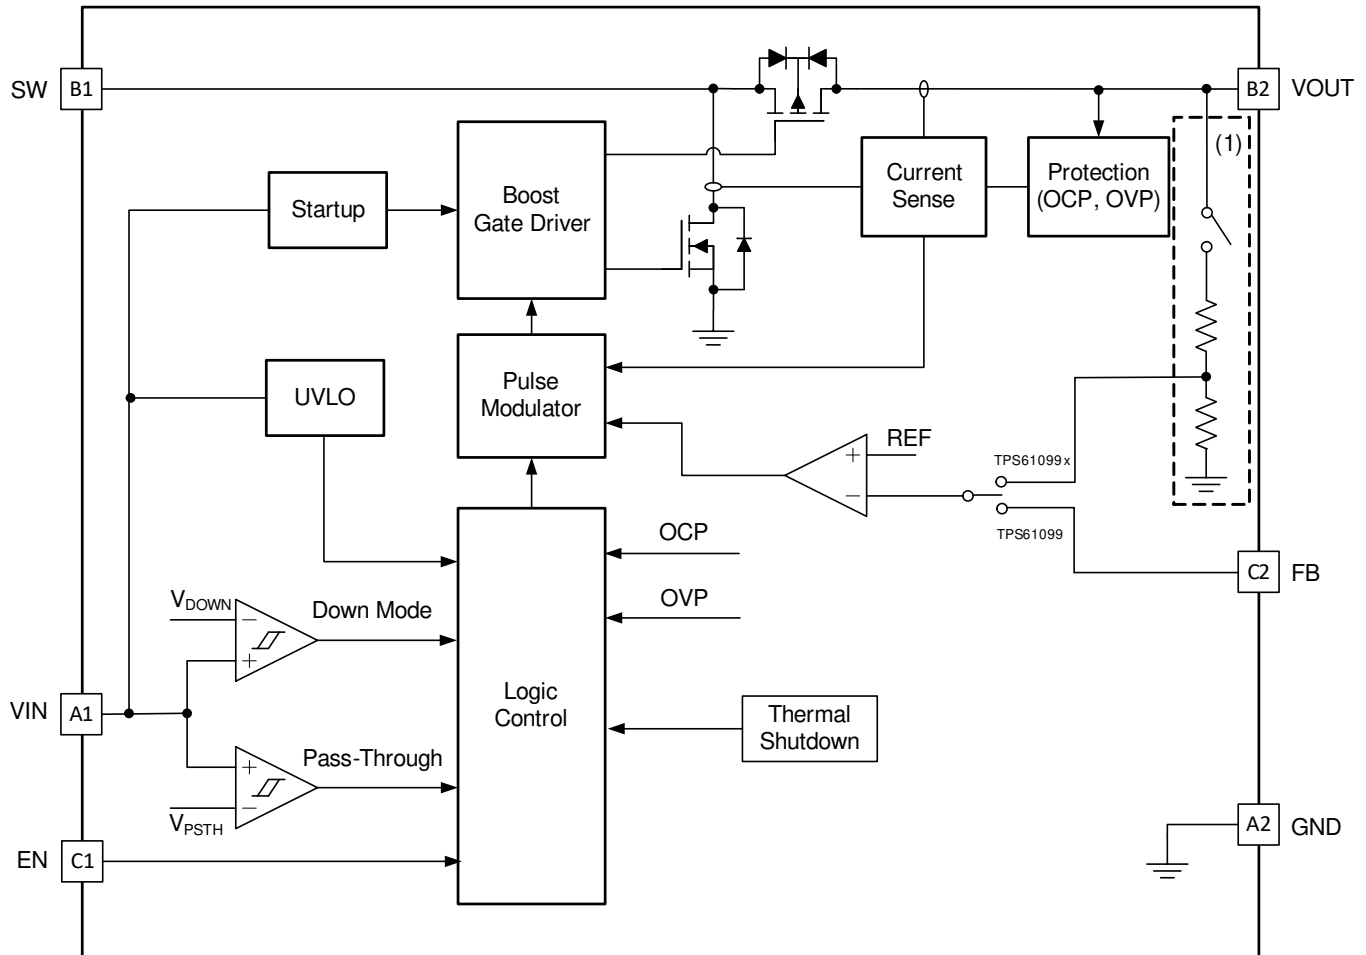 SW
B1
B2
VOUT
(1)
Startup
Boost
Gate Driver
Current
Sense
Protection
(OCP, OVP)
UVLO
Pulse
Modulator
REF
+
−
TPS61099x
TPS61099
OCP
OVP
C2
FB
VDOWN
−
+
Down Mode
VIN
A1
Logic
Control
Thermal
Shutdown
Pass-Through
+
−
VPSTH
EN
C1
A2
GND